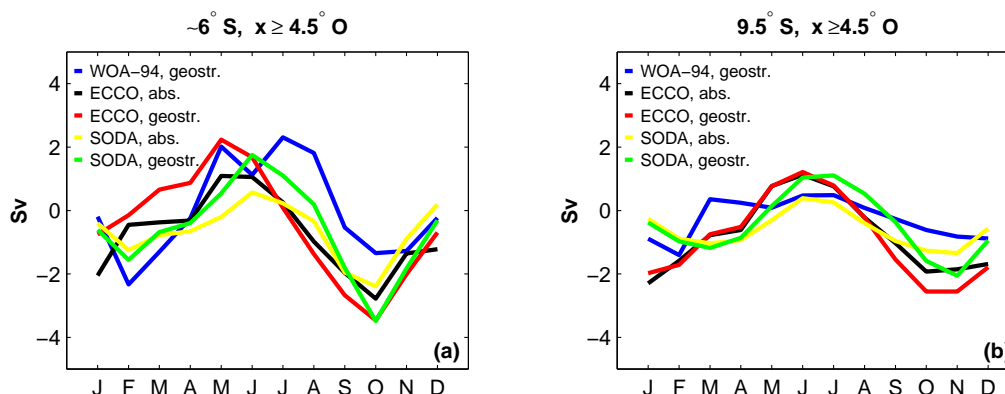 ~6° S, x ≥ 4.5° O
WOA−94, geostr.
ECCO, abs.
ECCO, geostr.
SODA, abs.
SODA, geostr.
4
2
0
−2
−4
Sv
(a)
J F M A M J J A S O N D
9.5° S, x ≥4.5° O
WOA−94, geostr.
ECCO, abs.
ECCO, geostr.
SODA, abs.
SODA, geostr.
4
2
0
−2
−4
Sv
(b)
J F M A M J J A S O N D